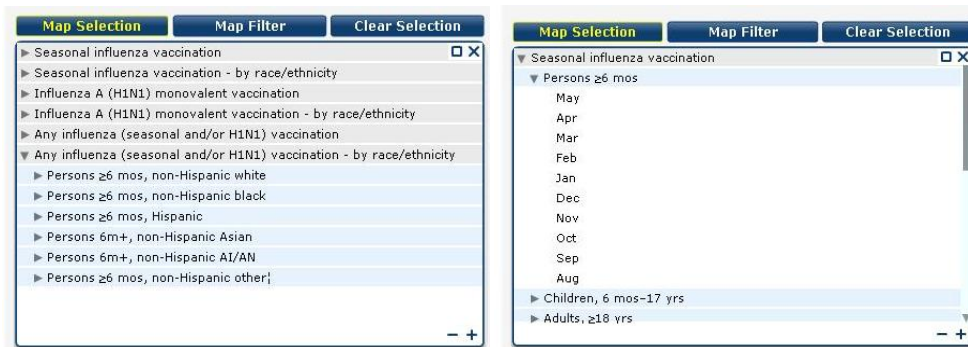 Map Selection Map Filter Clear Selection
Seasonal influenza vaccination
Seasonal influenza vaccination - by race/ethnicity
Influenza A (H1N1) monovalent vaccination
Influenza A (H1N1) monovalent vaccination - by race/ethnicity
Any influenza (seasonal and/or H1N1) vaccination
Any influenza (seasonal and/or H1N1) vaccination - by race/ethnicity
Persons ≥6 mos, non-Hispanic white
Persons ≥6 mos, non-Hispanic black
Persons ≥6 mos, Hispanic
Persons 6m+, non-Hispanic Asian
Persons 6m+, non-Hispanic AI/AN
Persons ≥6 mos, non-Hispanic other¦
Map Selection Map Filter Clear Selection
Seasonal influenza vaccination
Persons ≥6 mos
May
Apr
Mar
Feb
Jan
Dec
Nov
Oct
Sep
Aug
Children, 6 mos-17 yrs
Adults, ≥18 yrs